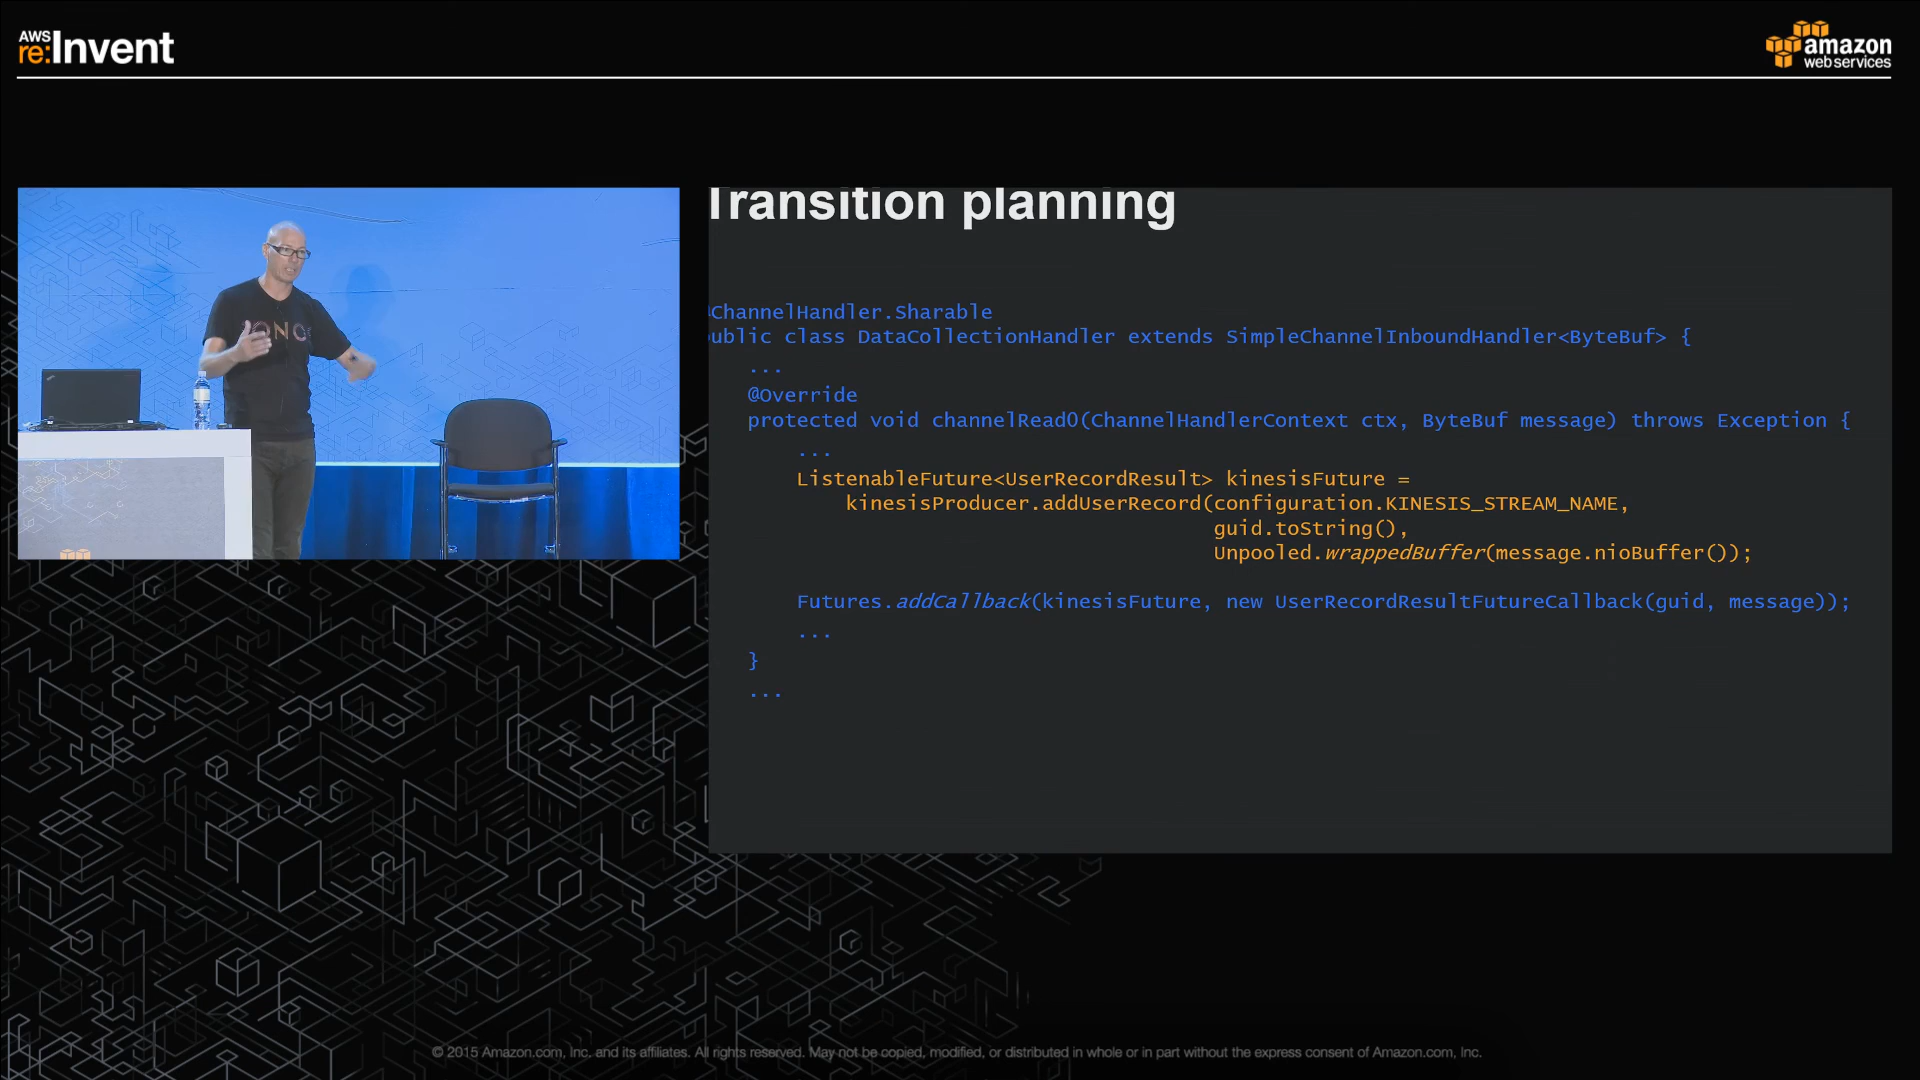 AWS
re:Invent
amazon
web services
Transition planning
ChannelHandler.Sharable
public class DataCollectionHandler extends SimpleChannelInboundHandler<ByteBuf> {
...
@Override
protected void channelRead0(ChannelHandlerContext ctx, ByteBuf message) throws Exception {
...
ListenableFuture<UserRecordResult> kinesisFuture =
kinesisProducer.addUserRecord(configuration.KINESIS_STREAM_NAME,
guid.toString(),
Unpooled.wrappedBuffer(message.nioBuffer());
Futures.addCallback(kinesisFuture, new UserRecordResultFutureCallback(guid, message));
...
}
...
© 2015 Amazon.com, Inc. and its affiliates. All rights reserved. May not be copied, modified, or distributed in whole or in part without the express consent of Amazon.com, Inc.